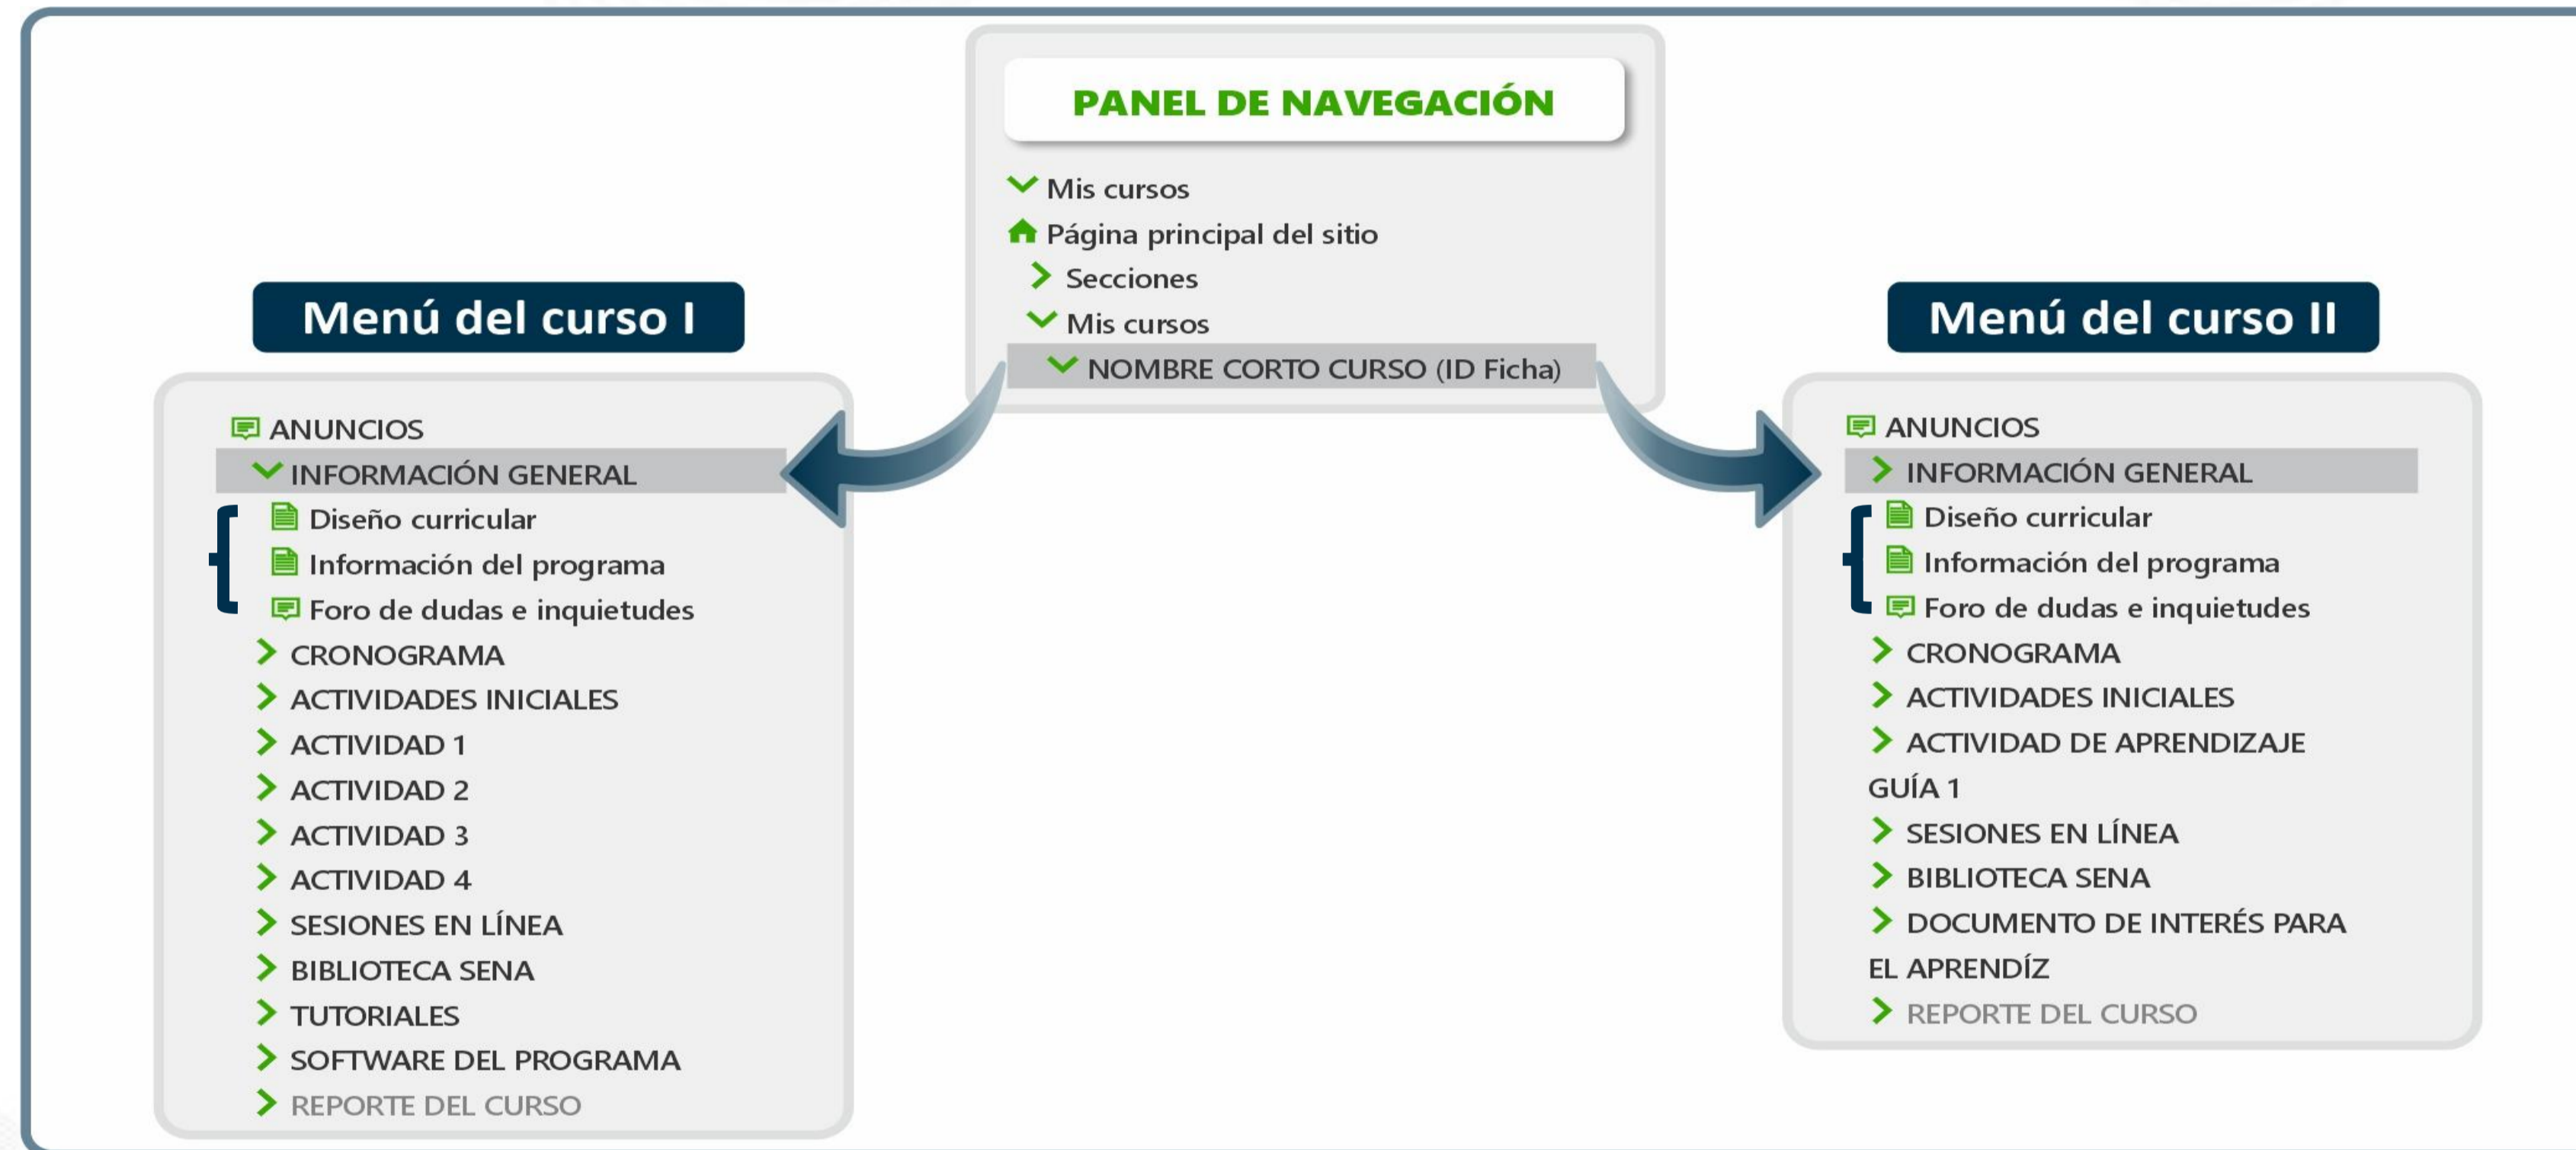 PANEL DE NAVEGACIÓN
Mis cursos
Página principal del sitio
Secciones
Mis cursos
NOMBRE CORTO CURSO (ID Ficha)
Menú del curso I
ANUNCIOS
INFORMACIÓN GENERAL
Diseño curricular
Información del programa
Foro de dudas e inquietudes
CRONOGRAMA
ACTIVIDADES INICIALES
ACTIVIDAD 1
ACTIVIDAD 2
ACTIVIDAD 3
ACTIVIDAD 4
SESIONES EN LÍNEA
BIBLIOTECA SENA
TUTORIALES
SOFTWARE DEL PROGRAMA
REPORTE DEL CURSO
Menú del curso II
ANUNCIOS
INFORMACIÓN GENERAL
Diseño curricular
Información del programa
Foro de dudas e inquietudes
CRONOGRAMA
ACTIVIDADES INICIALES
ACTIVIDAD DE APRENDIZAJE
GUÍA 1
SESIONES EN LÍNEA
BIBLIOTECA SENA
DOCUMENTO DE INTERÉS PARA
EL APRENDÍZ
REPORTE DEL CURSO